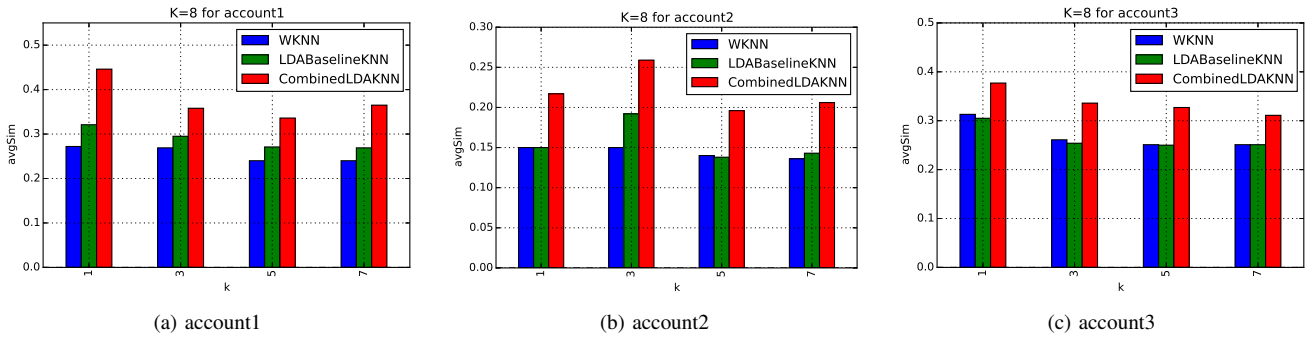 K=8 for account1
0.5
0.4
0.3
0.2
0.1
0.0
avgSim
WKNN
LDABaselineKNN
CombinedLDAKNN
1
3
5
7
k
(a) account1
K=8 for account2
0.30
0.25
0.20
0.15
0.10
0.05
0.00
avgSim
WKNN
LDABaselineKNN
CombinedLDAKNN
1
3
5
7
k
(b) account2
K=8 for account3
0.5
0.4
0.3
0.2
0.1
0.0
avgSim
WKNN
LDABaselineKNN
CombinedLDAKNN
1
3
5
7
k
(c) account3